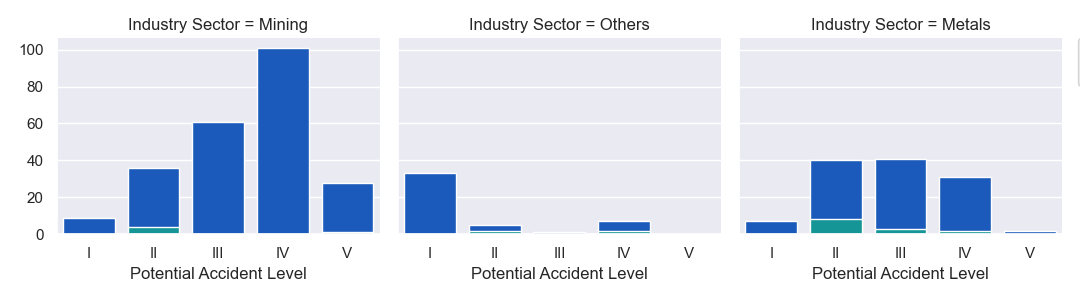 Industry Sector = Mining
Industry Sector = Others
Industry Sector = Metals
100
80
60
40
20
0
I II III IV V
I II III IV V
I II III IV V
Potential Accident Level
Potential Accident Level
Potential Accident Level